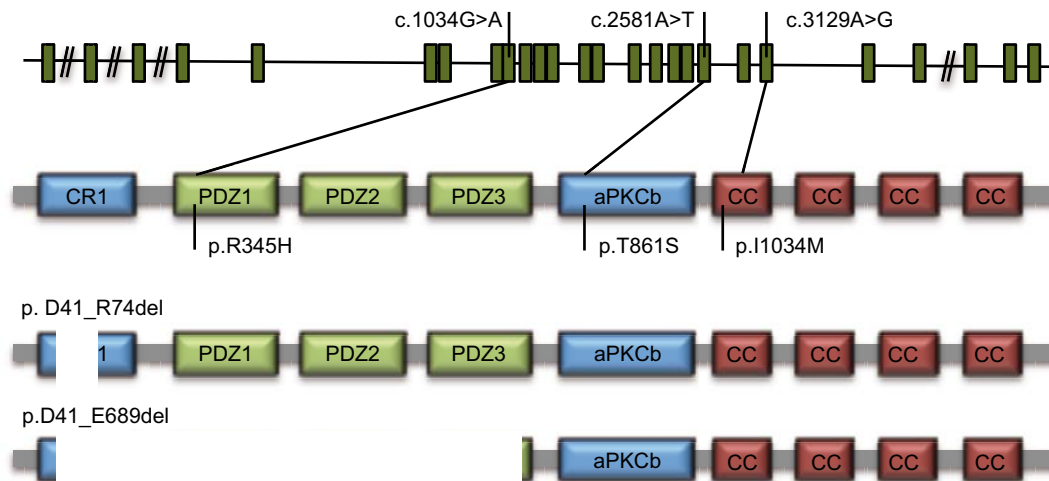 c.1034G>A c.2581A>T c.3129A>G
CR1 PDZ1 PDZ2 PDZ3 aPKCb CC CC CC CC
p.R345H p.T861S p.I1034M
p. D41_R74del
1 PDZ1 PDZ2 PDZ3 aPKCb CC CC CC CC
p.D41_E689del
aPKCb CC CC CC CC